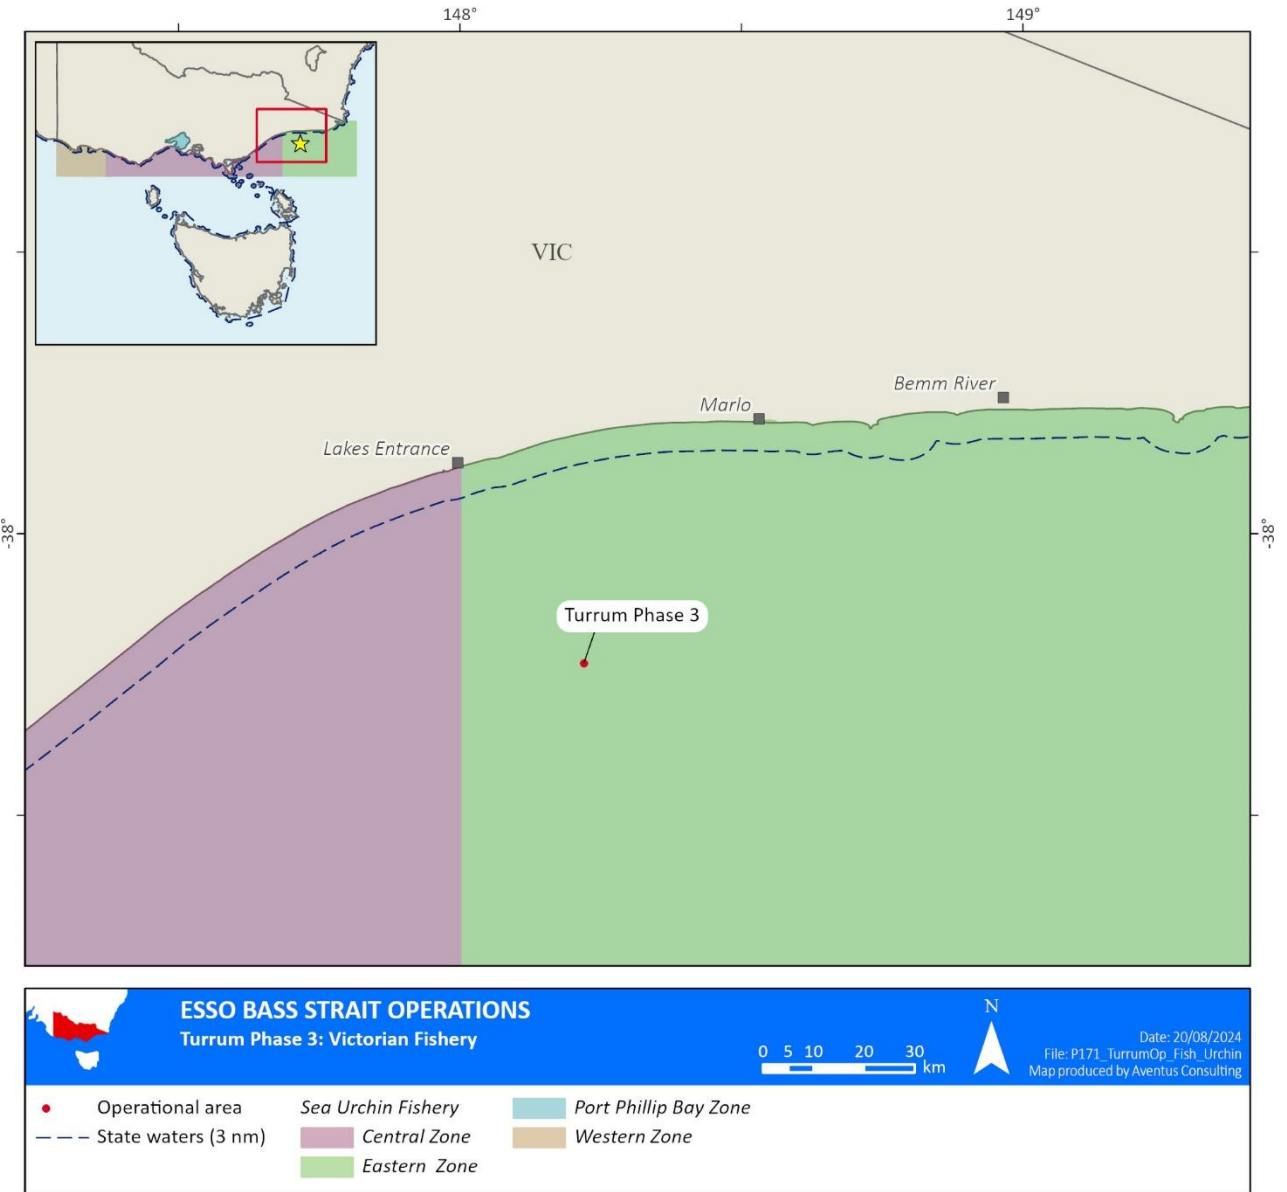 148°
149°
VIC
Bemm River
Marlo
Lakes Entrance
-38°
-38°
Turrum Phase 3
ESSO BASS STRAIT OPERATIONS
Turrum Phase 3: Victorian Fishery
0 5 10 20 30
km
N
Date: 20/08/2024
File: P171_TurrumOp_Fish_Urchin
Map produced by Aventus Consulting
Operational area
State waters (3 nm)
Sea Urchin Fishery
Central Zone
Eastern Zone
Port Phillip Bay Zone
Western Zone